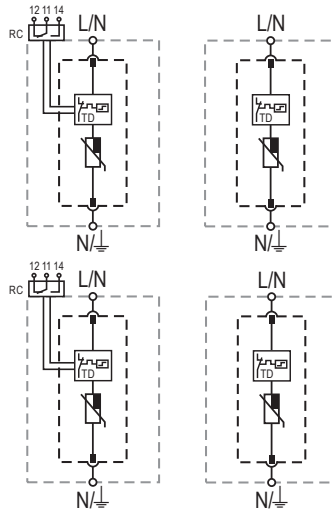 12 11 14
RC
L/N
L/N
TD
TD
N/⏚
N/⏚
12 11 14
RC
L/N
L/N
TD
TD
N/⏚
N/⏚